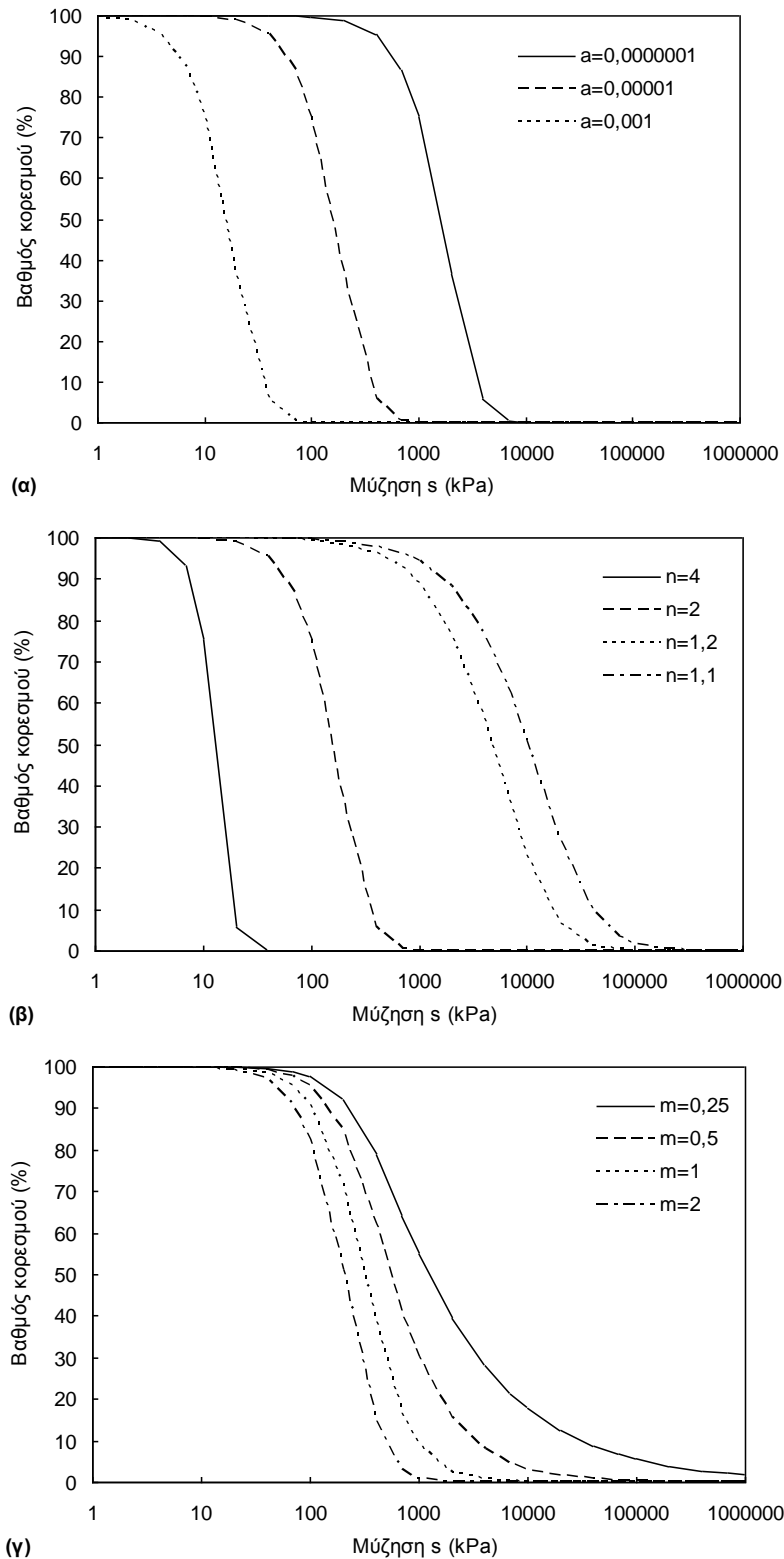 100
90
80
70
60
50
40
30
20
10
0
Βαθμός κορεσμού (%)
a=0,0000001
a=0,00001
a=0,001
1 10 100 1000 10000 100000 1000000
(α) Μύζηση s (kPa)
100
90
80
70
60
50
40
30
20
10
0
Βαθμός κορεσμού (%)
n=4
n=2
n=1,2
n=1,1
1 10 100 1000 10000 100000 1000000
(β) Μύζηση s (kPa)
100
90
80
70
60
50
40
30
20
10
0
Βαθμός κορεσμού (%)
m=0,25
m=0,5
m=1
m=2
1 10 100 1000 10000 100000 1000000
(γ) Μύζηση s (kPa)